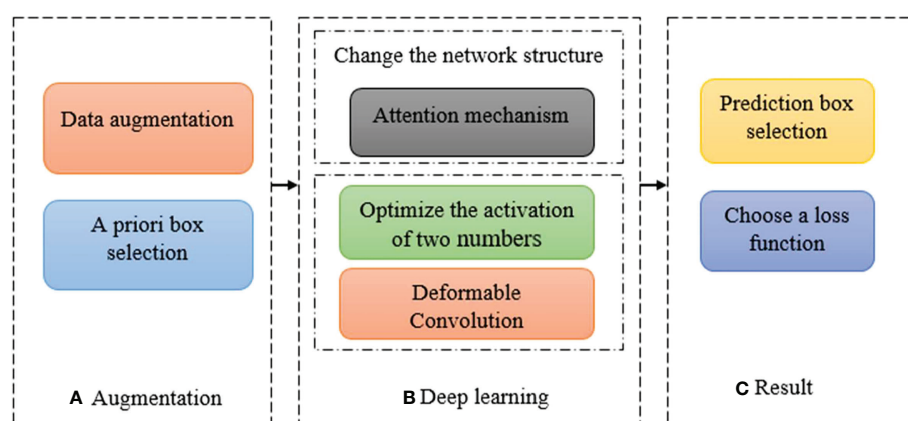 Data augmentation
A priori box
selection
A Augmentation
Change the network structure
Attention mechanism
Optimize the activation
of two numbers
Deformable
Convolution
B Deep learning
Prediction box
selection
Choose a loss
function
C Result